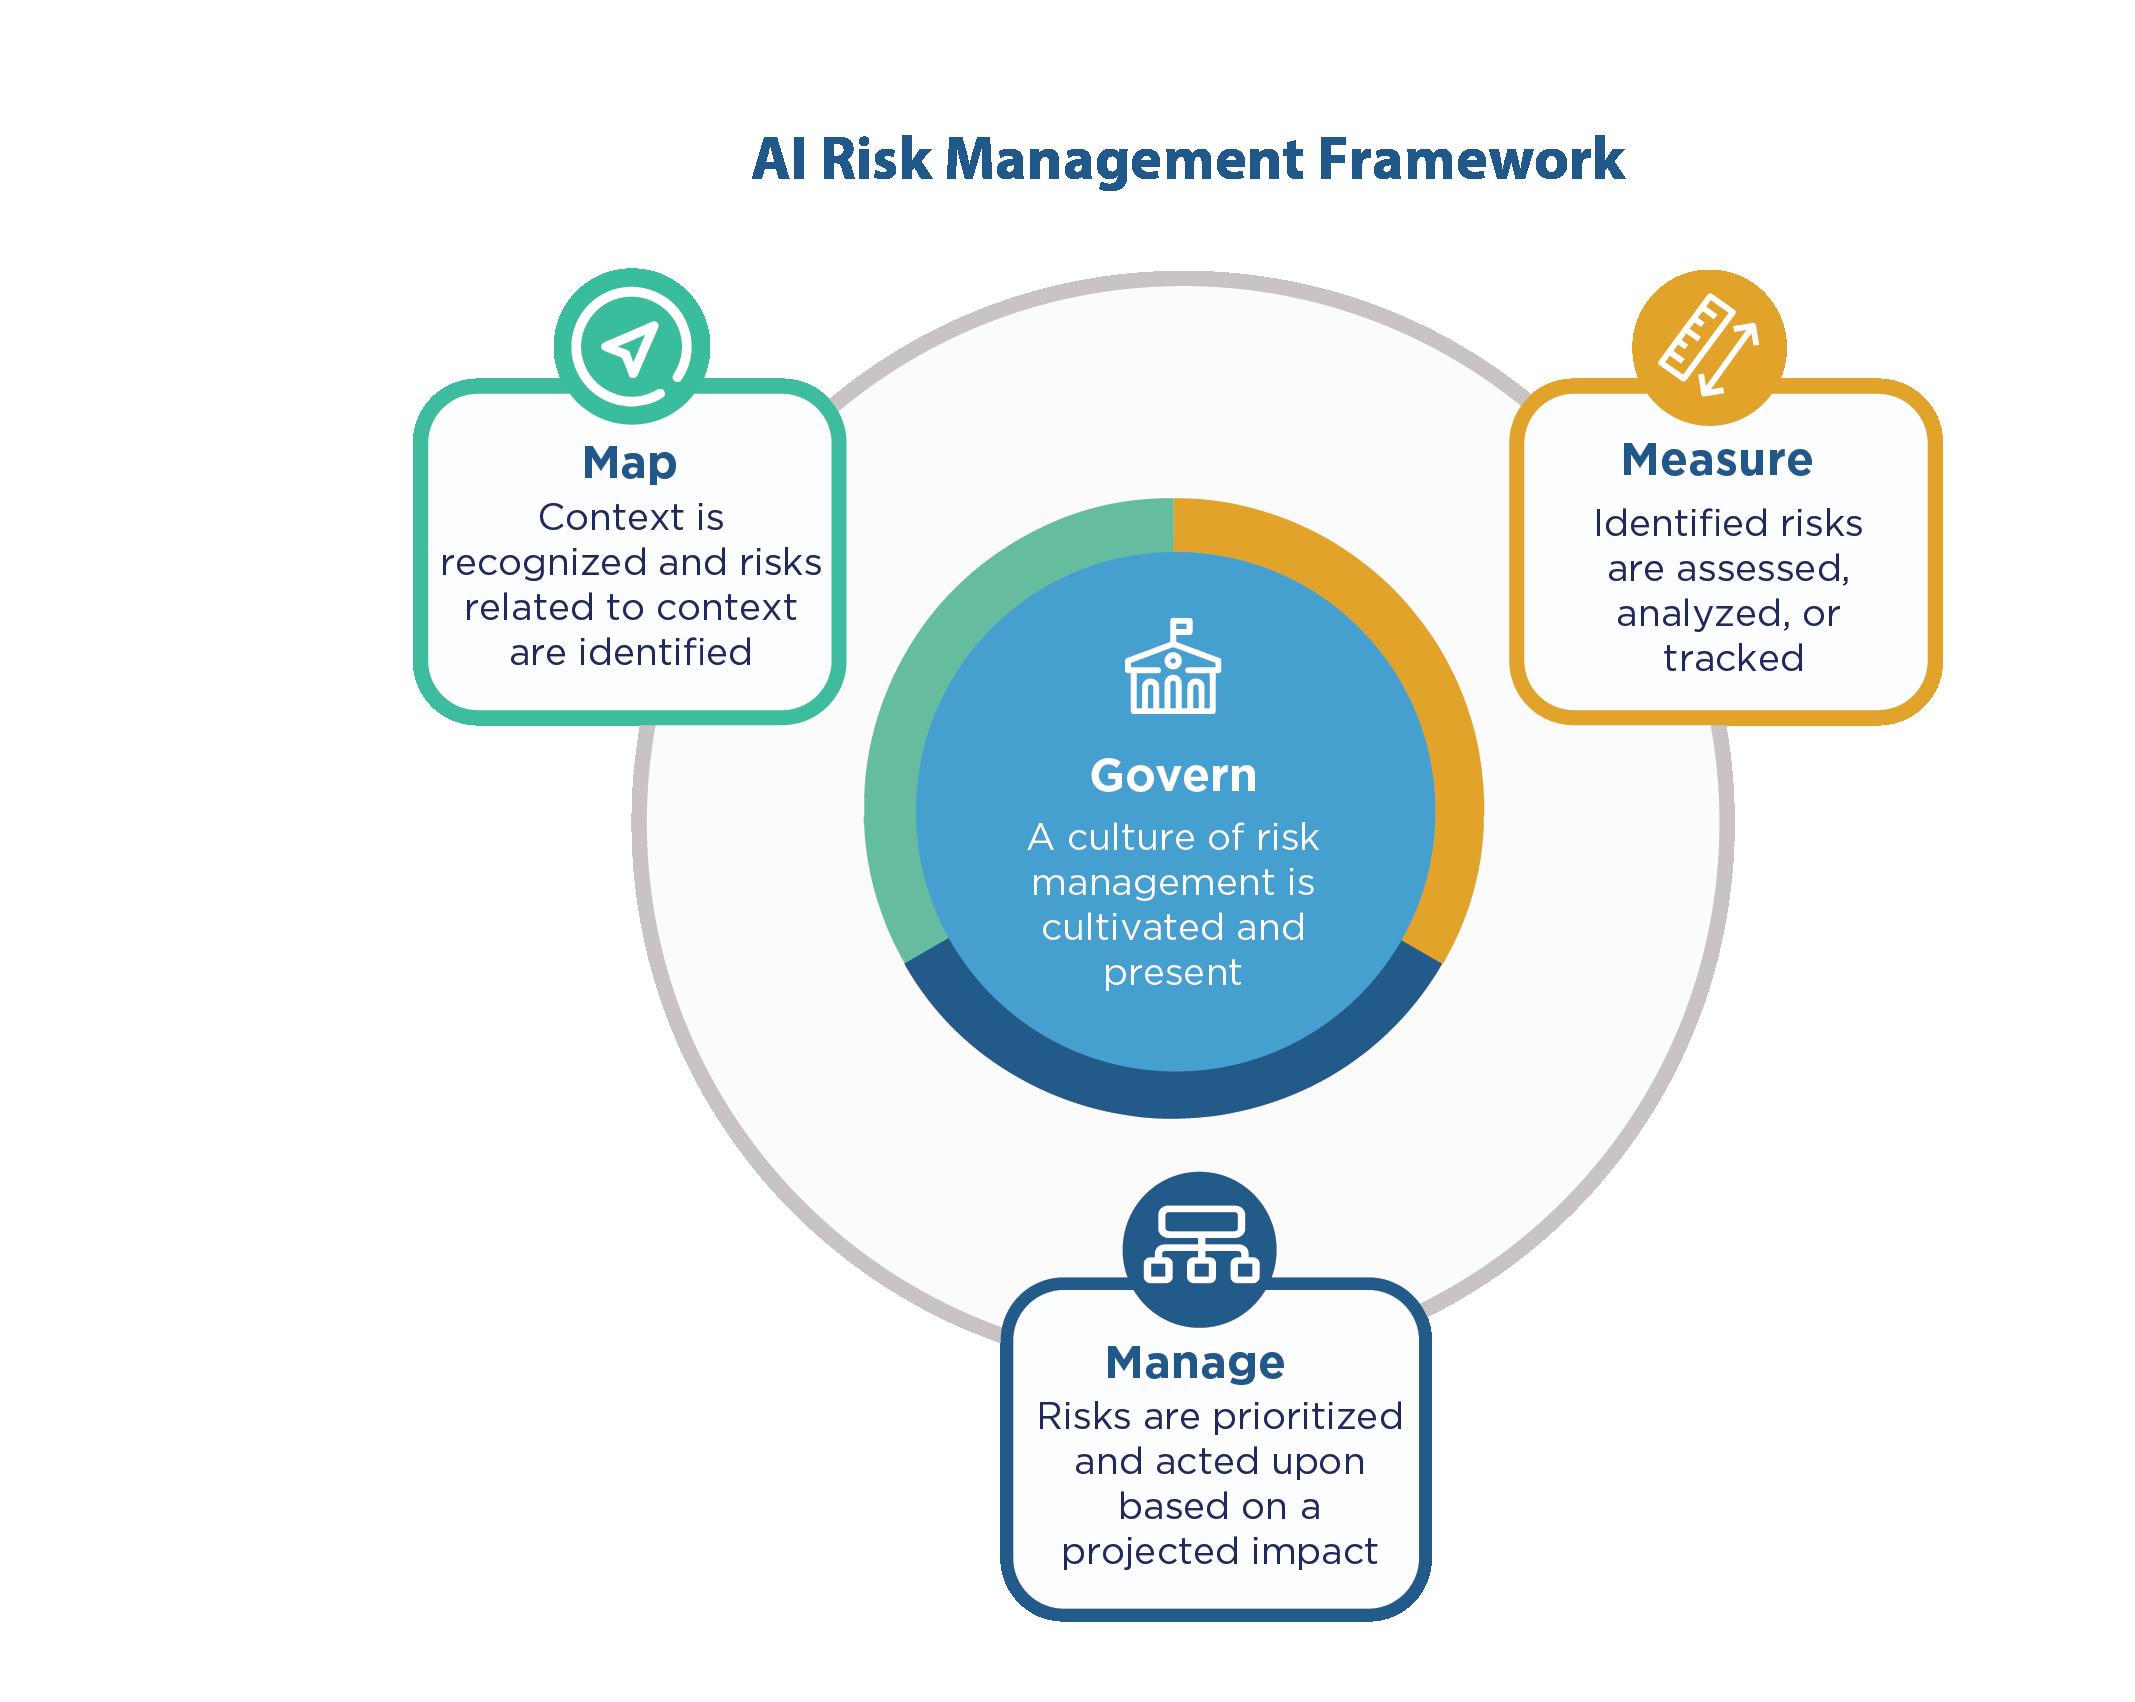 AI Risk Management Framework
Map
Context is
recognized and risks
related to context
are identified
Measure
Identified risks
are assessed,
analyzed, or
tracked
Govern
A culture of risk
management is
cultivated and
present
Manage
Risks are prioritized
and acted upon
based on a
projected impact